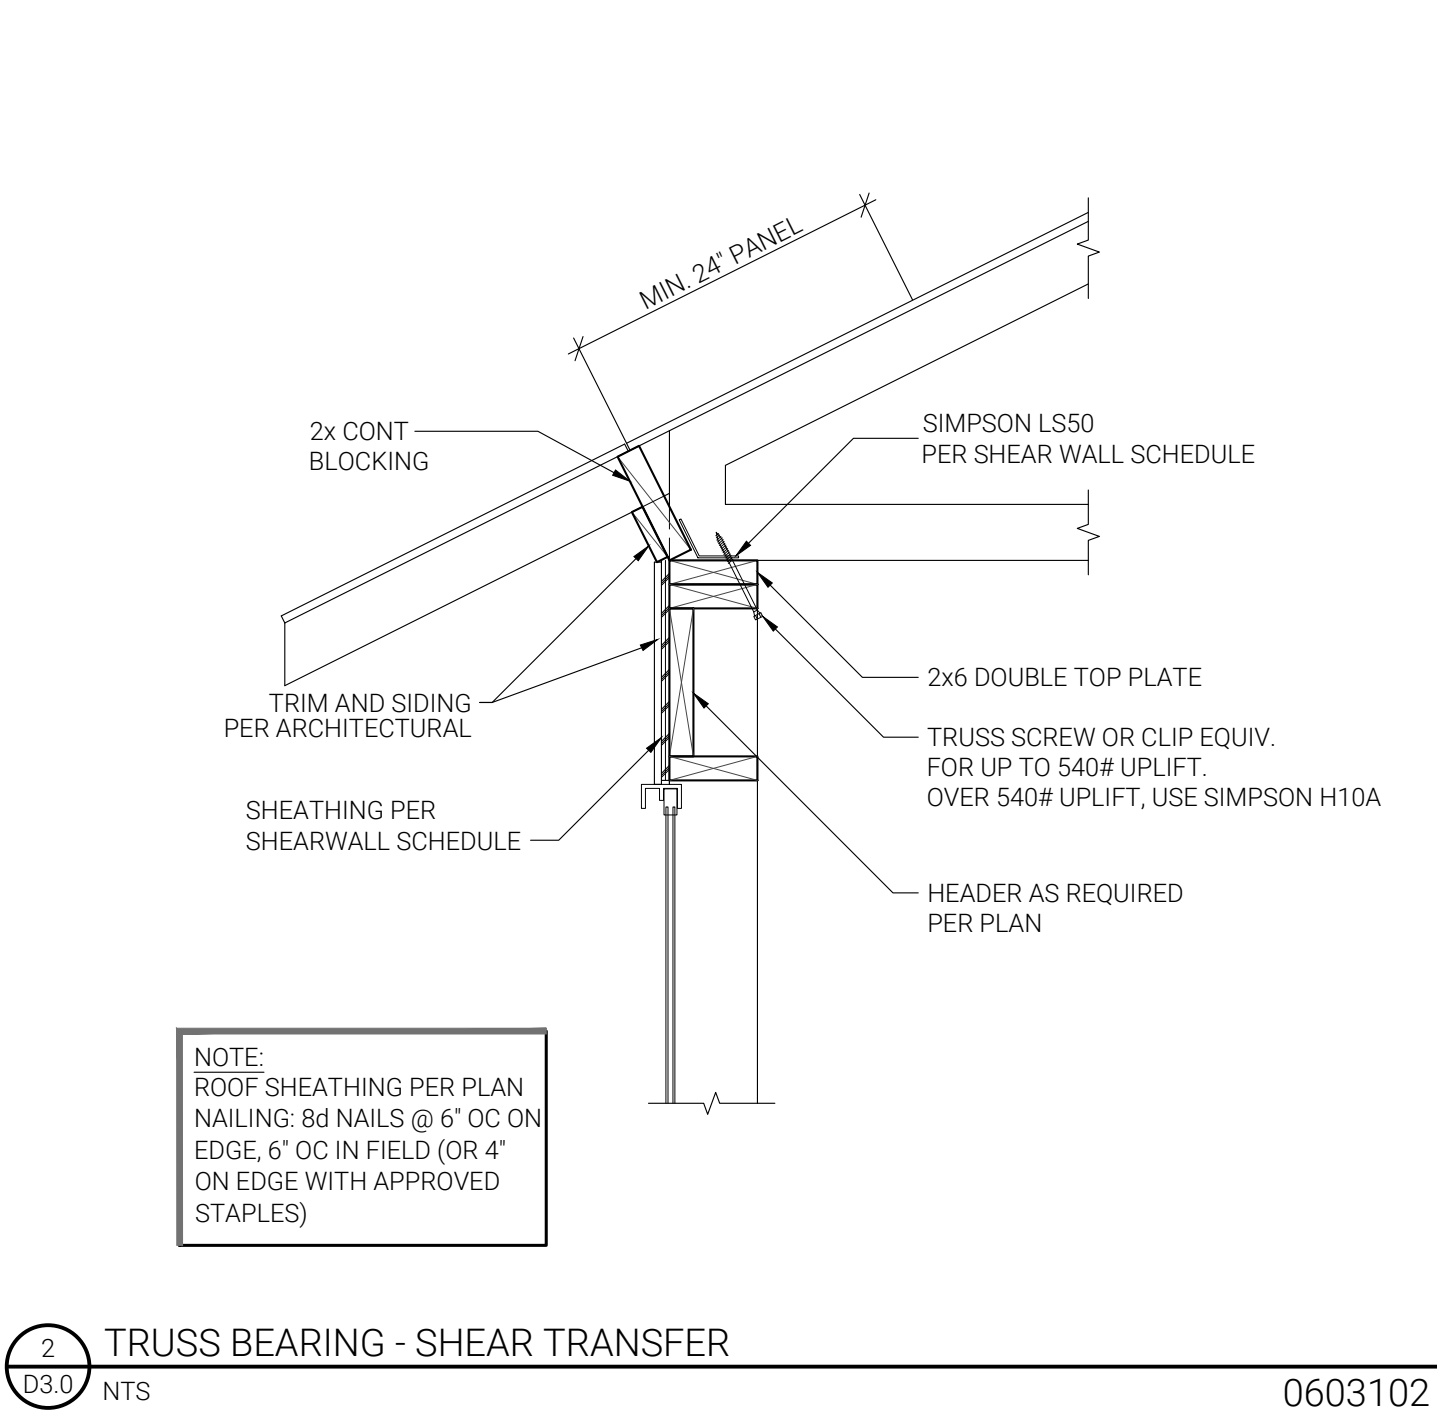 MIN. 24" PANEL
2x CONT
BLOCKING
SIMPSON LS50
PER SHEAR WALL SCHEDULE
2x6 DOUBLE TOP PLATE
TRIM AND SIDING
PER ARCHITECTURAL
TRUSS SCREW OR CLIP EQUIV.
FOR UP TO 540# UPLIFT.
OVER 540# UPLIFT, USE SIMPSON H10A
SHEATHING PER
SHEARWALL SCHEDULE
HEADER AS REQUIRED
PER PLAN
NOTE:
ROOF SHEATHING PER PLAN
NAILING: 8d NAILS @ 6" OC ON
EDGE, 6" OC IN FIELD (OR 4"
ON EDGE WITH APPROVED
STAPLES)
2
TRUSS BEARING - SHEAR TRANSFER
D3.0
NTS
0603102